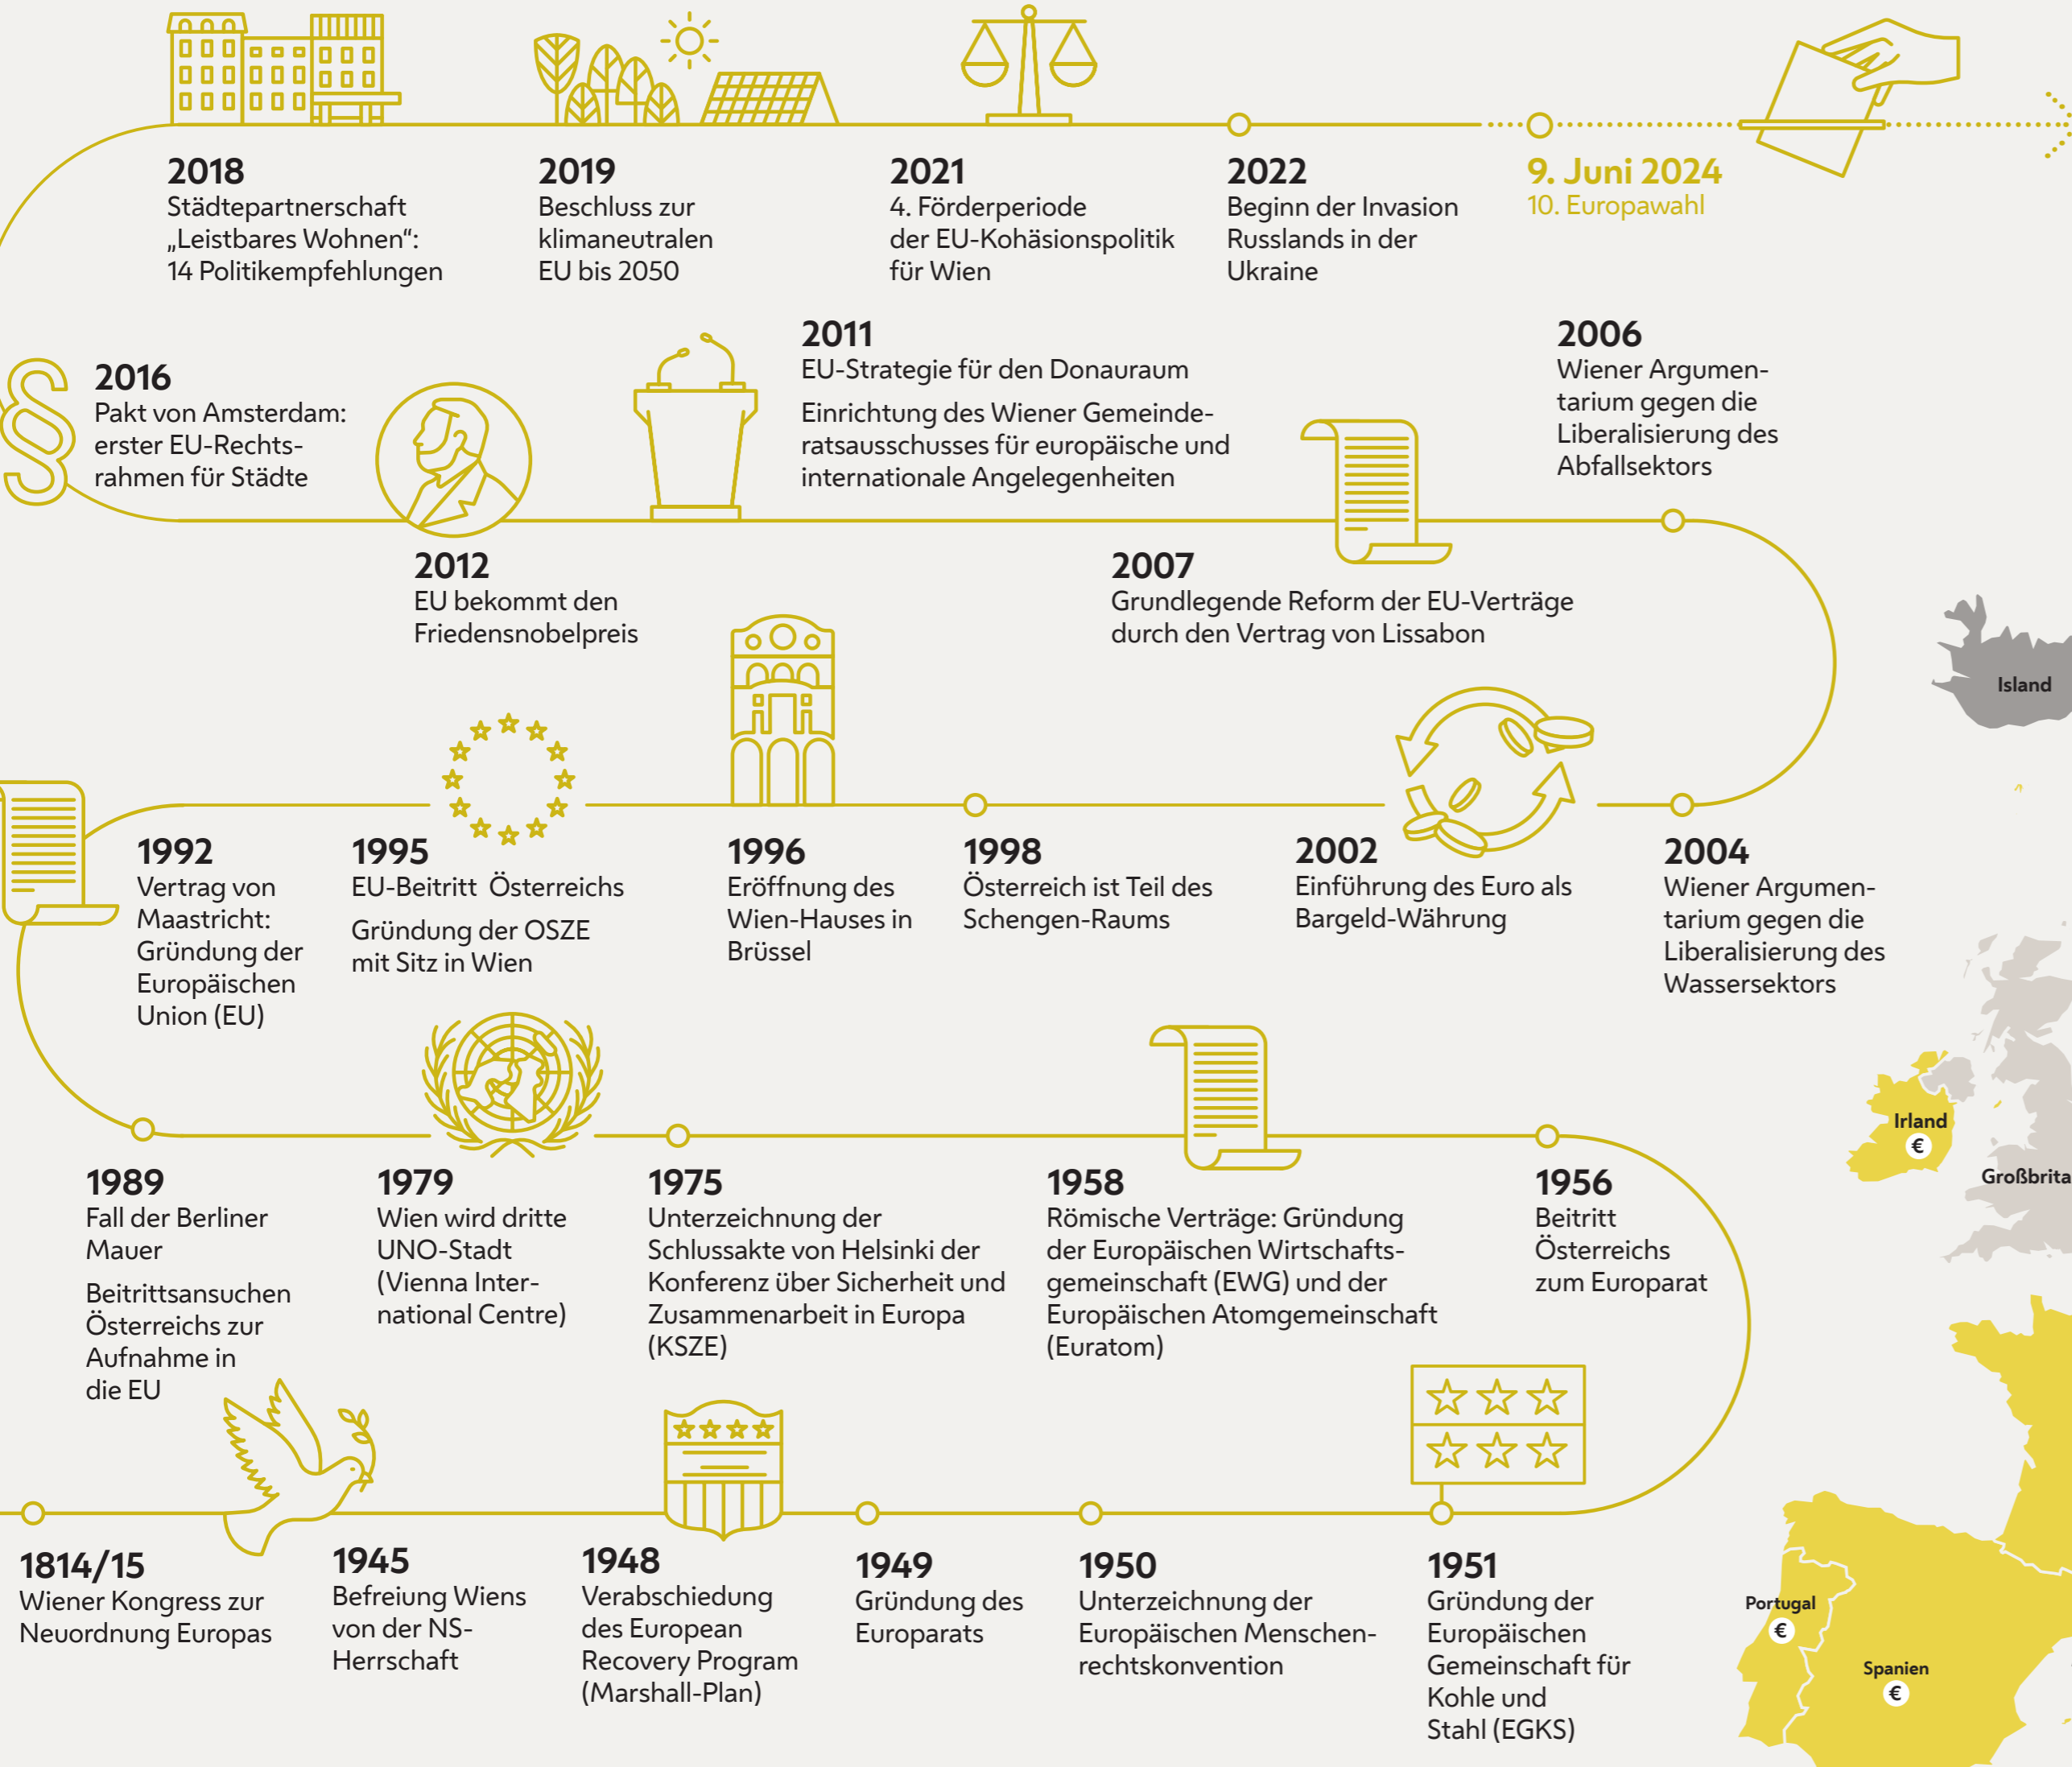 2018
Städtepartnerschaft
„Leistbares Wohnen“:
14 Politikempfehlungen
2019
Beschluss zur
klimaneutralen
EU bis 2050
2021
4. Förderperiode
der EU-Kohäsionspolitik
für Wien
2022
Beginn der Invasion
Russlands in der
Ukraine
9. Juni 2024
10. Europawahl
2016
Pakt von Amsterdam:
erster EU-Rechts-
rahmen für Städte
2012
EU bekommt den
Friedensnobelpreis
2011
EU-Strategie für den Donauraum
Einrichtung des Wiener Gemeinde-
ratsausschusses für europäische und
internationale Angelegenheiten
2007
Grundlegende Reform der EU-Verträge
durch den Vertrag von Lissabon
2006
Wiener Argumen-
tarium gegen die
Liberalisierung des
Abfallsektors
1992
Vertrag von
Maastricht:
Gründung der
Europäischen
Union (EU)
1995
EU-Beitritt Österreichs
Gründung der OSZE
mit Sitz in Wien
1996
Eröffnung des
Wien-Hauses in
Brüssel
1998
Österreich ist Teil des
Schengen-Raums
2002
Einführung des Euro als
Bargeld-Währung
2004
Wiener Argumen-
tarium gegen die
Liberalisierung des
Wassersektors
1989
Fall der Berliner
Mauer
Beitrittsansuchen
Österreichs zur
Aufnahme in
die EU
1979
Wien wird dritte
UNO-Stadt
(Vienna Inter-
national Centre)
1975
Unterzeichnung der
Schlussakte von Helsinki der
Konferenz über Sicherheit und
Zusammenarbeit in Europa
(KSZE)
1958
Römische Verträge: Gründung
der Europäischen Wirtschafts-
gemeinschaft (EWG) und der
Europäischen Atomgemeinschaft
(Euratom)
1956
Beitritt
Österreichs
zum Europarat
1814/15
Wiener Kongress zur
Neuordnung Europas
1945
Befreiung Wiens
von der NS-
Herrschaft
1948
Verabschiedung
des European
Recovery Program
(Marshall-Plan)
1949
Gründung des
Europarats
1950
Unterzeichnung der
Europäischen Menschen-
rechtskonvention
1951
Gründung der
Europäischen
Gemeinschaft für
Kohle und
Stahl (EGKS)
Island
Irland
€
Großbrita
Portugal
€
Spanien
€